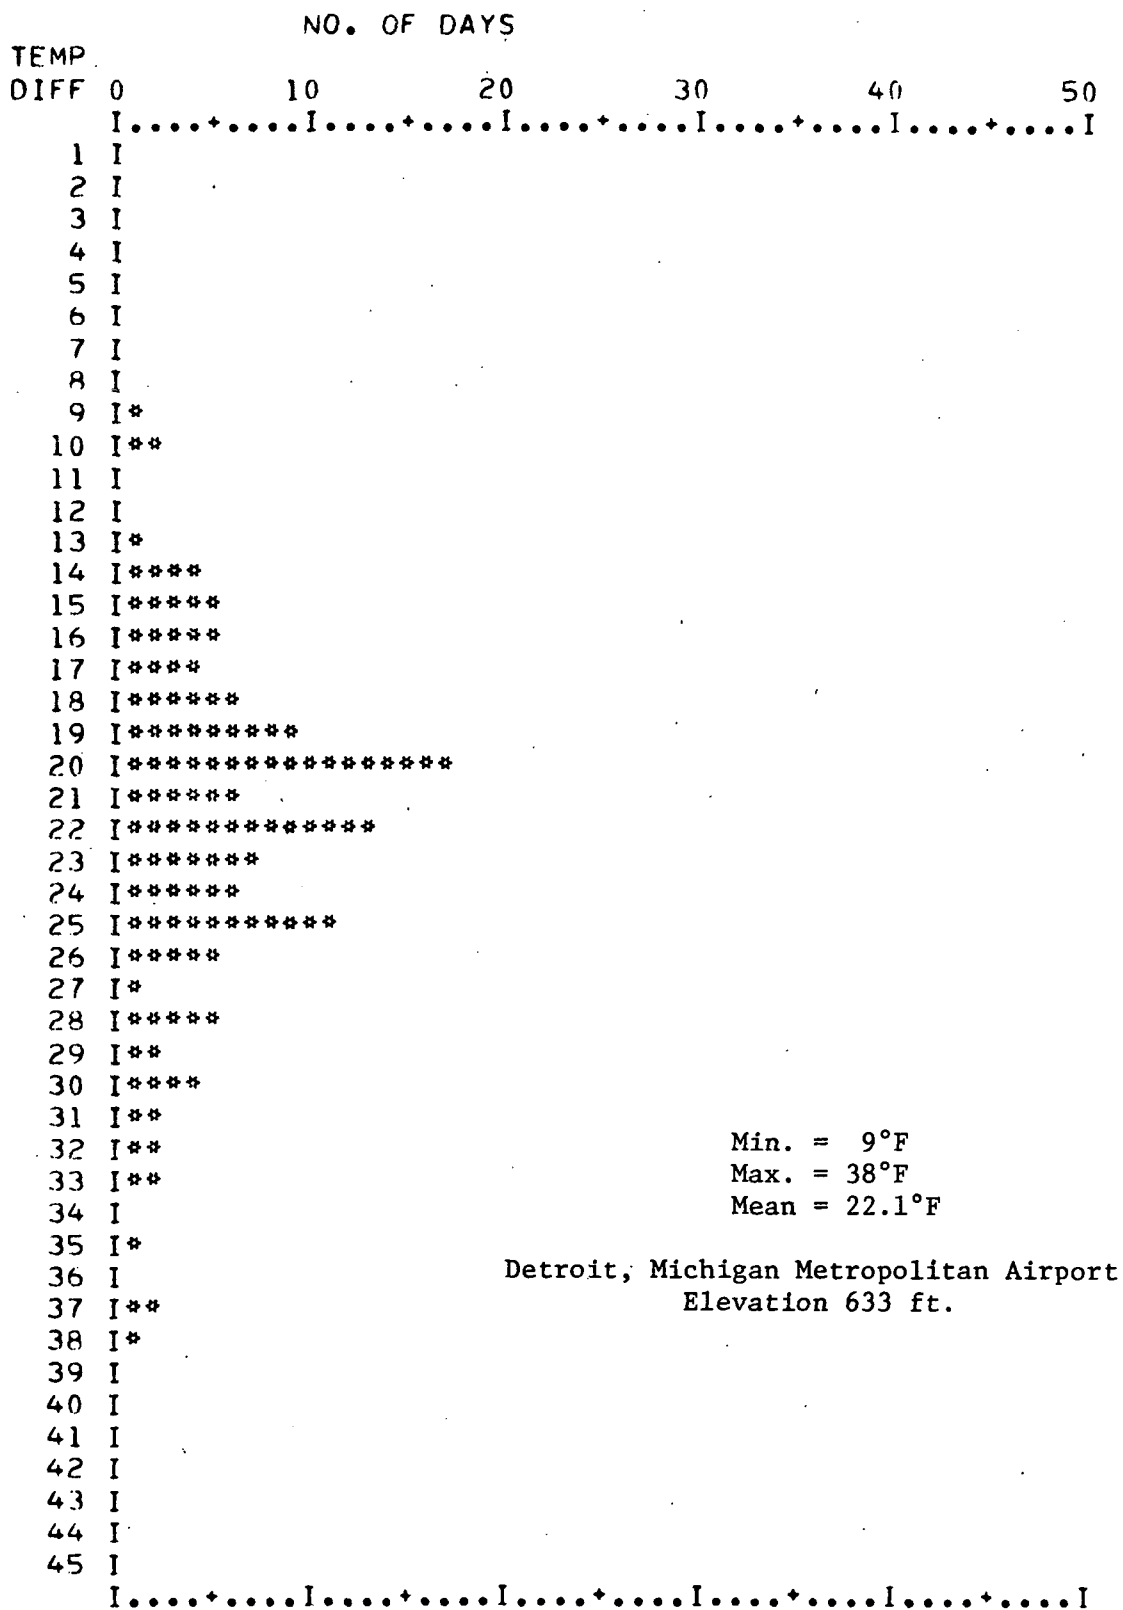 NO. OF DAYS
TEMP
DIFF 0 10 20 30 40 50
I....+....I....+....I....+....I....+....I....+....I
1 I
2 I
3 I
4 I
5 I
6 I
7 I
8 I
9 I*
10 I**
11 I
12 I
13 I*
14 I****
15 I*****
16 I*****
17 I****
18 I******
19 I*********
20 I*****************
21 I******
22 I*************
23 I*******
24 I******
25 I***********
26 I*****
27 I*
28 I*****
29 I**
30 I****
31 I**
32 I**
33 I**
34 I
35 I*
36 I
37 I**
38 I*
39 I
40 I
41 I
42 I
43 I
44 I
45 I
I....+....I....+....I....+....I....+....I....+....I
Min. = 9°F
Max. = 38°F
Mean = 22.1°F
Detroit, Michigan Metropolitan Airport
Elevation 633 ft.